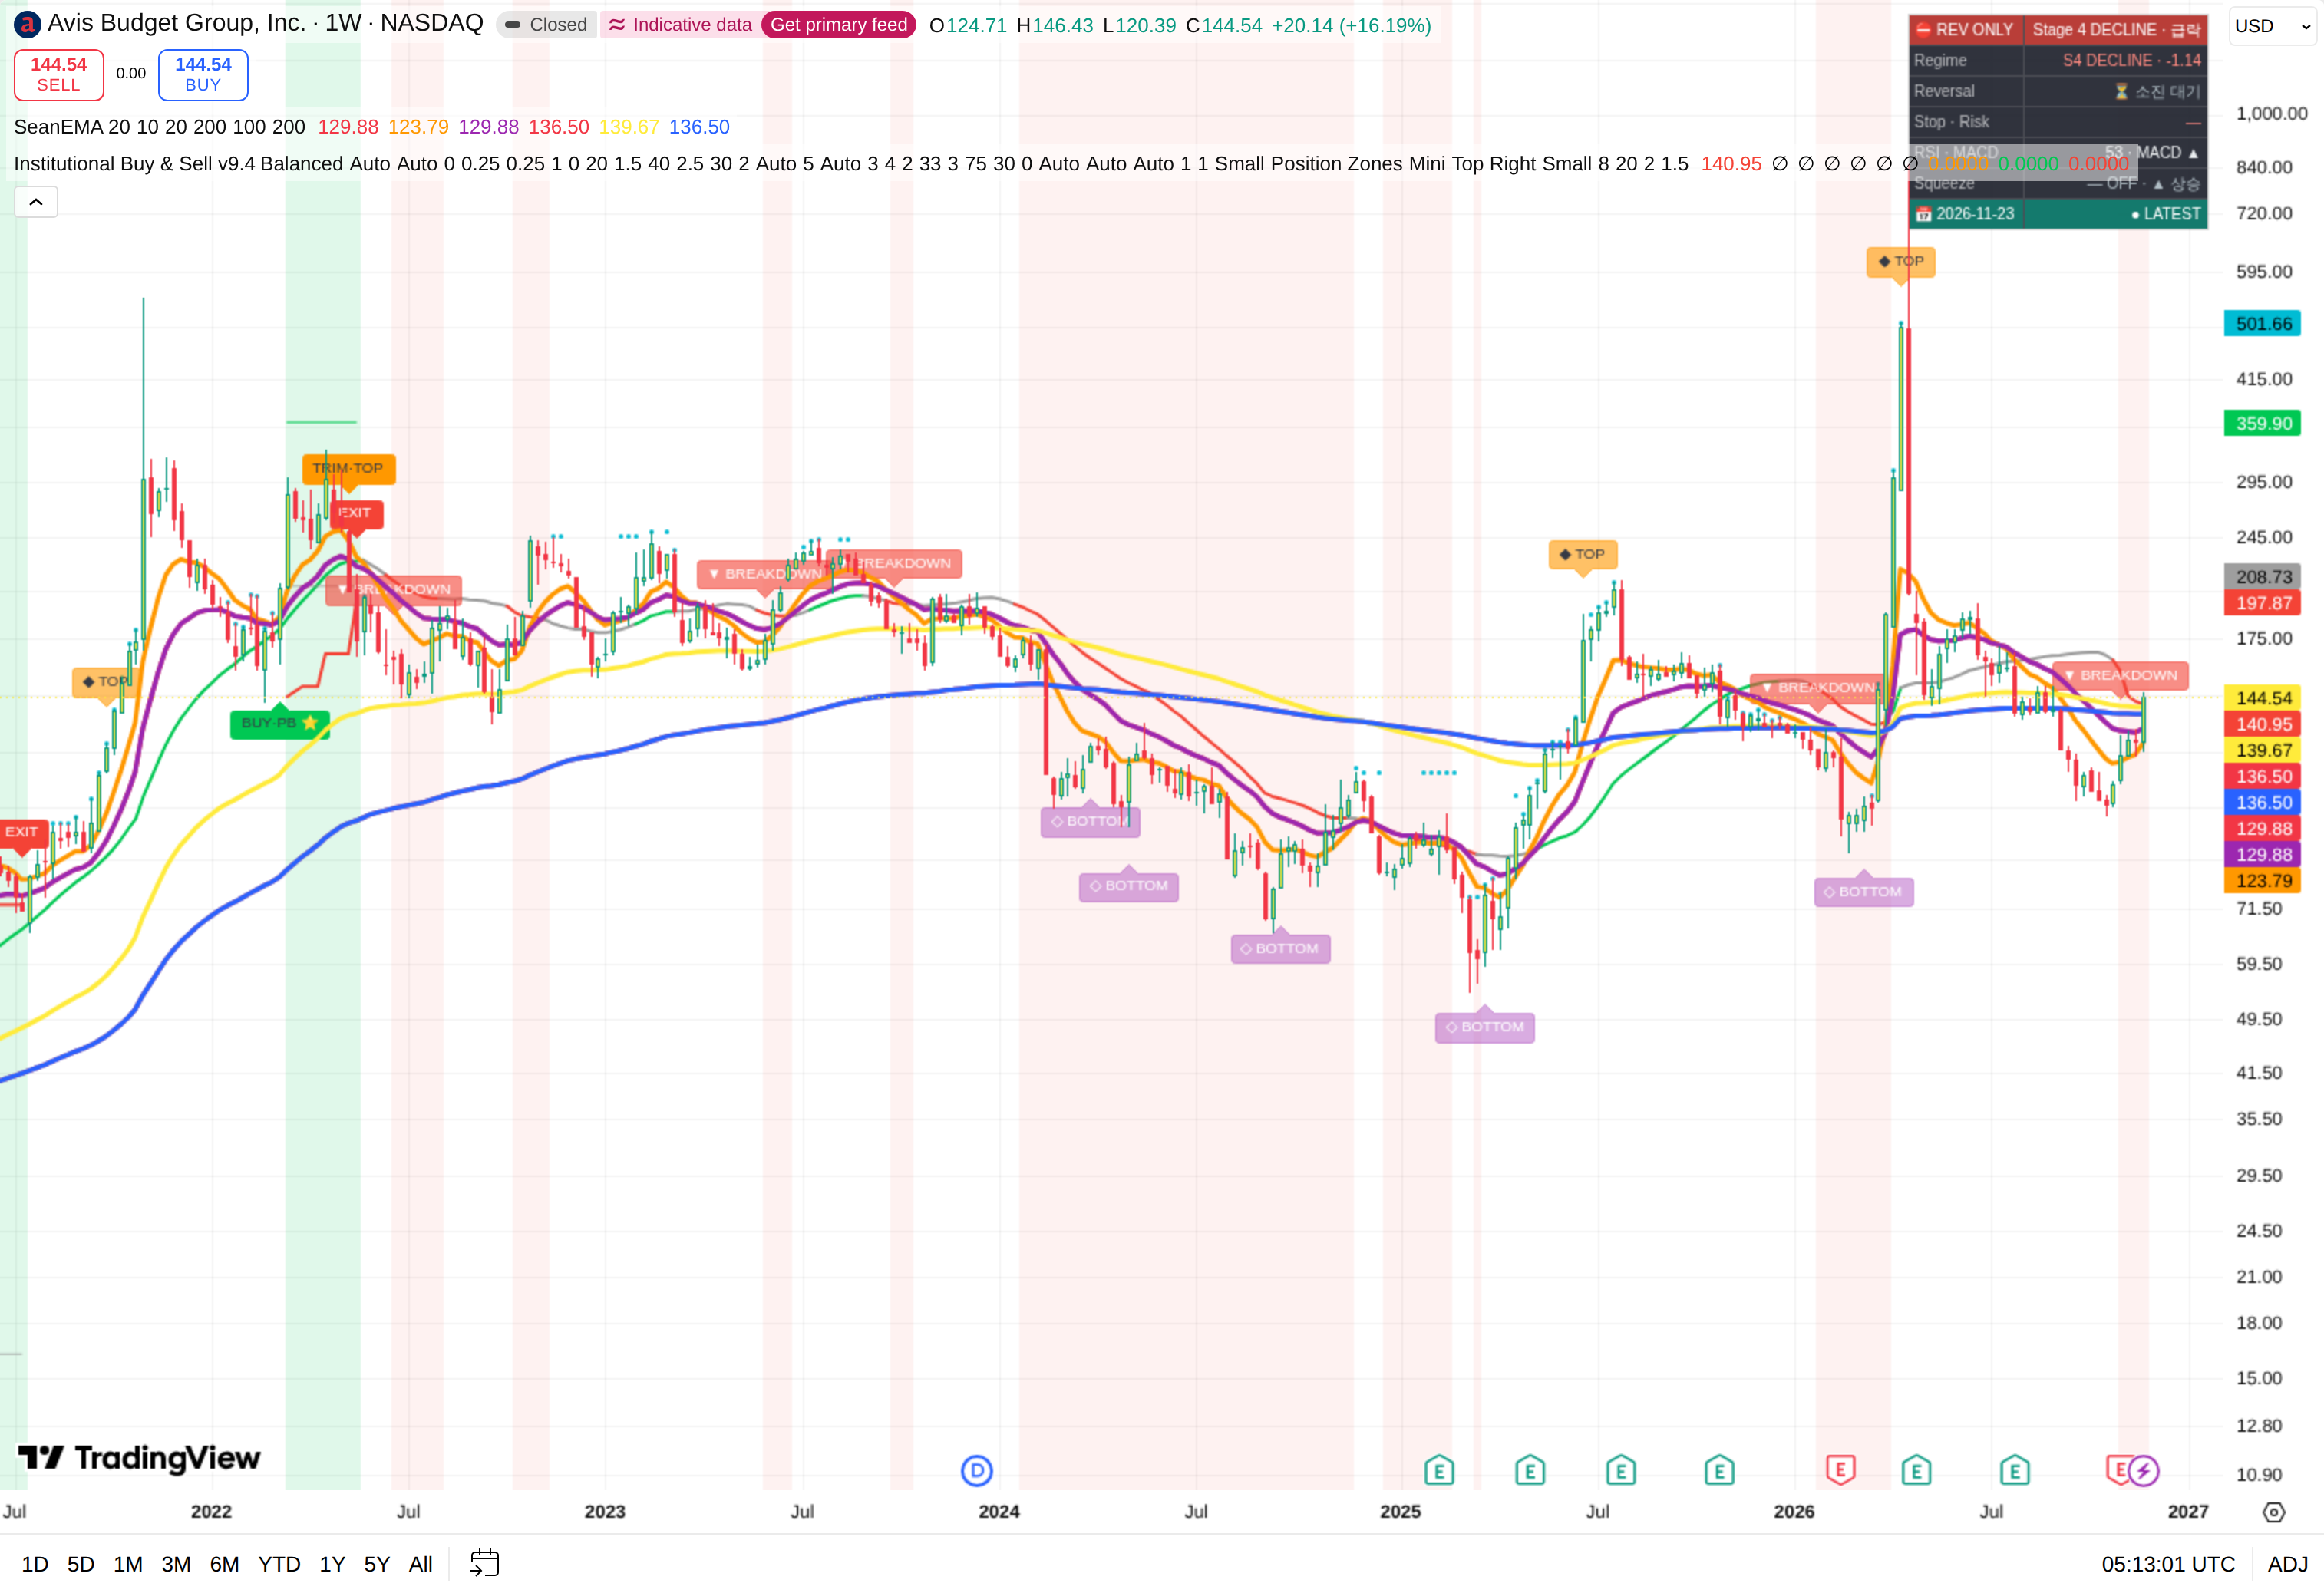 Avis Budget Group, Inc. · 1W · NASDAQ
Closed
Indicative data
Get primary feed
O124.71 H146.43 L120.39 C144.54 +20.14 (+16.19%)
144.54
SELL
0.00
144.54
BUY
SeanEMA 20 10 20 200 100 200 129.88 123.79 129.88 136.50 139.67 136.50
Institutional Buy & Sell v9.4 Balanced Auto Auto 0 0.25 0.25 1 0 20 1.5 40 2.5 30 2 Auto 5 Auto 3 4 2 33 3 75 30 0 Auto Auto Auto 1 1 Small Position Zones Mini Top Right Small 8 20 2 1.5 140.95 ∅ ∅ ∅ ∅ ∅ ∅ 0.0000 0.0000 0.0000
REV ONLY Stage 4 DECLINE · 급락
Regime S4 DECLINE · -1.14
Reversal ⏳ 소진 대기
Stop · Risk —
RSI · MACD 53 · MACD ▲
Squeeze — OFF · ▲ 상승
2026-11-23 ● LATEST
USD
1,000.00
840.00
720.00
595.00
501.66
415.00
359.90
295.00
245.00
208.73
197.87
175.00
144.54
140.95
139.67
136.50
136.50
129.88
129.88
123.79
71.50
59.50
49.50
41.50
35.50
29.50
24.50
21.00
18.00
15.00
12.80
10.90
◆ TOP
EXIT
BUY-PB ⭐
TRIM-TOP
EXIT
▼ BREAKDOWN
▼ BREAKDOWN
BREAKDOWN
◇ BOTTOM
◇ BOTTOM
◇ BOTTOM
◇ BOTTOM
◆ TOP
▼ BREAKDOWN
◇ BOTTOM
◆ TOP
▼ BREAKDOWN
TradingView
D
E
E
E
E
E
E
E
E
Jul 2022 Jul 2023 Jul 2024 Jul 2025 Jul 2026 Jul 2027
1D 5D 1M 3M 6M YTD 1Y 5Y All
05:13:01 UTC
ADJ